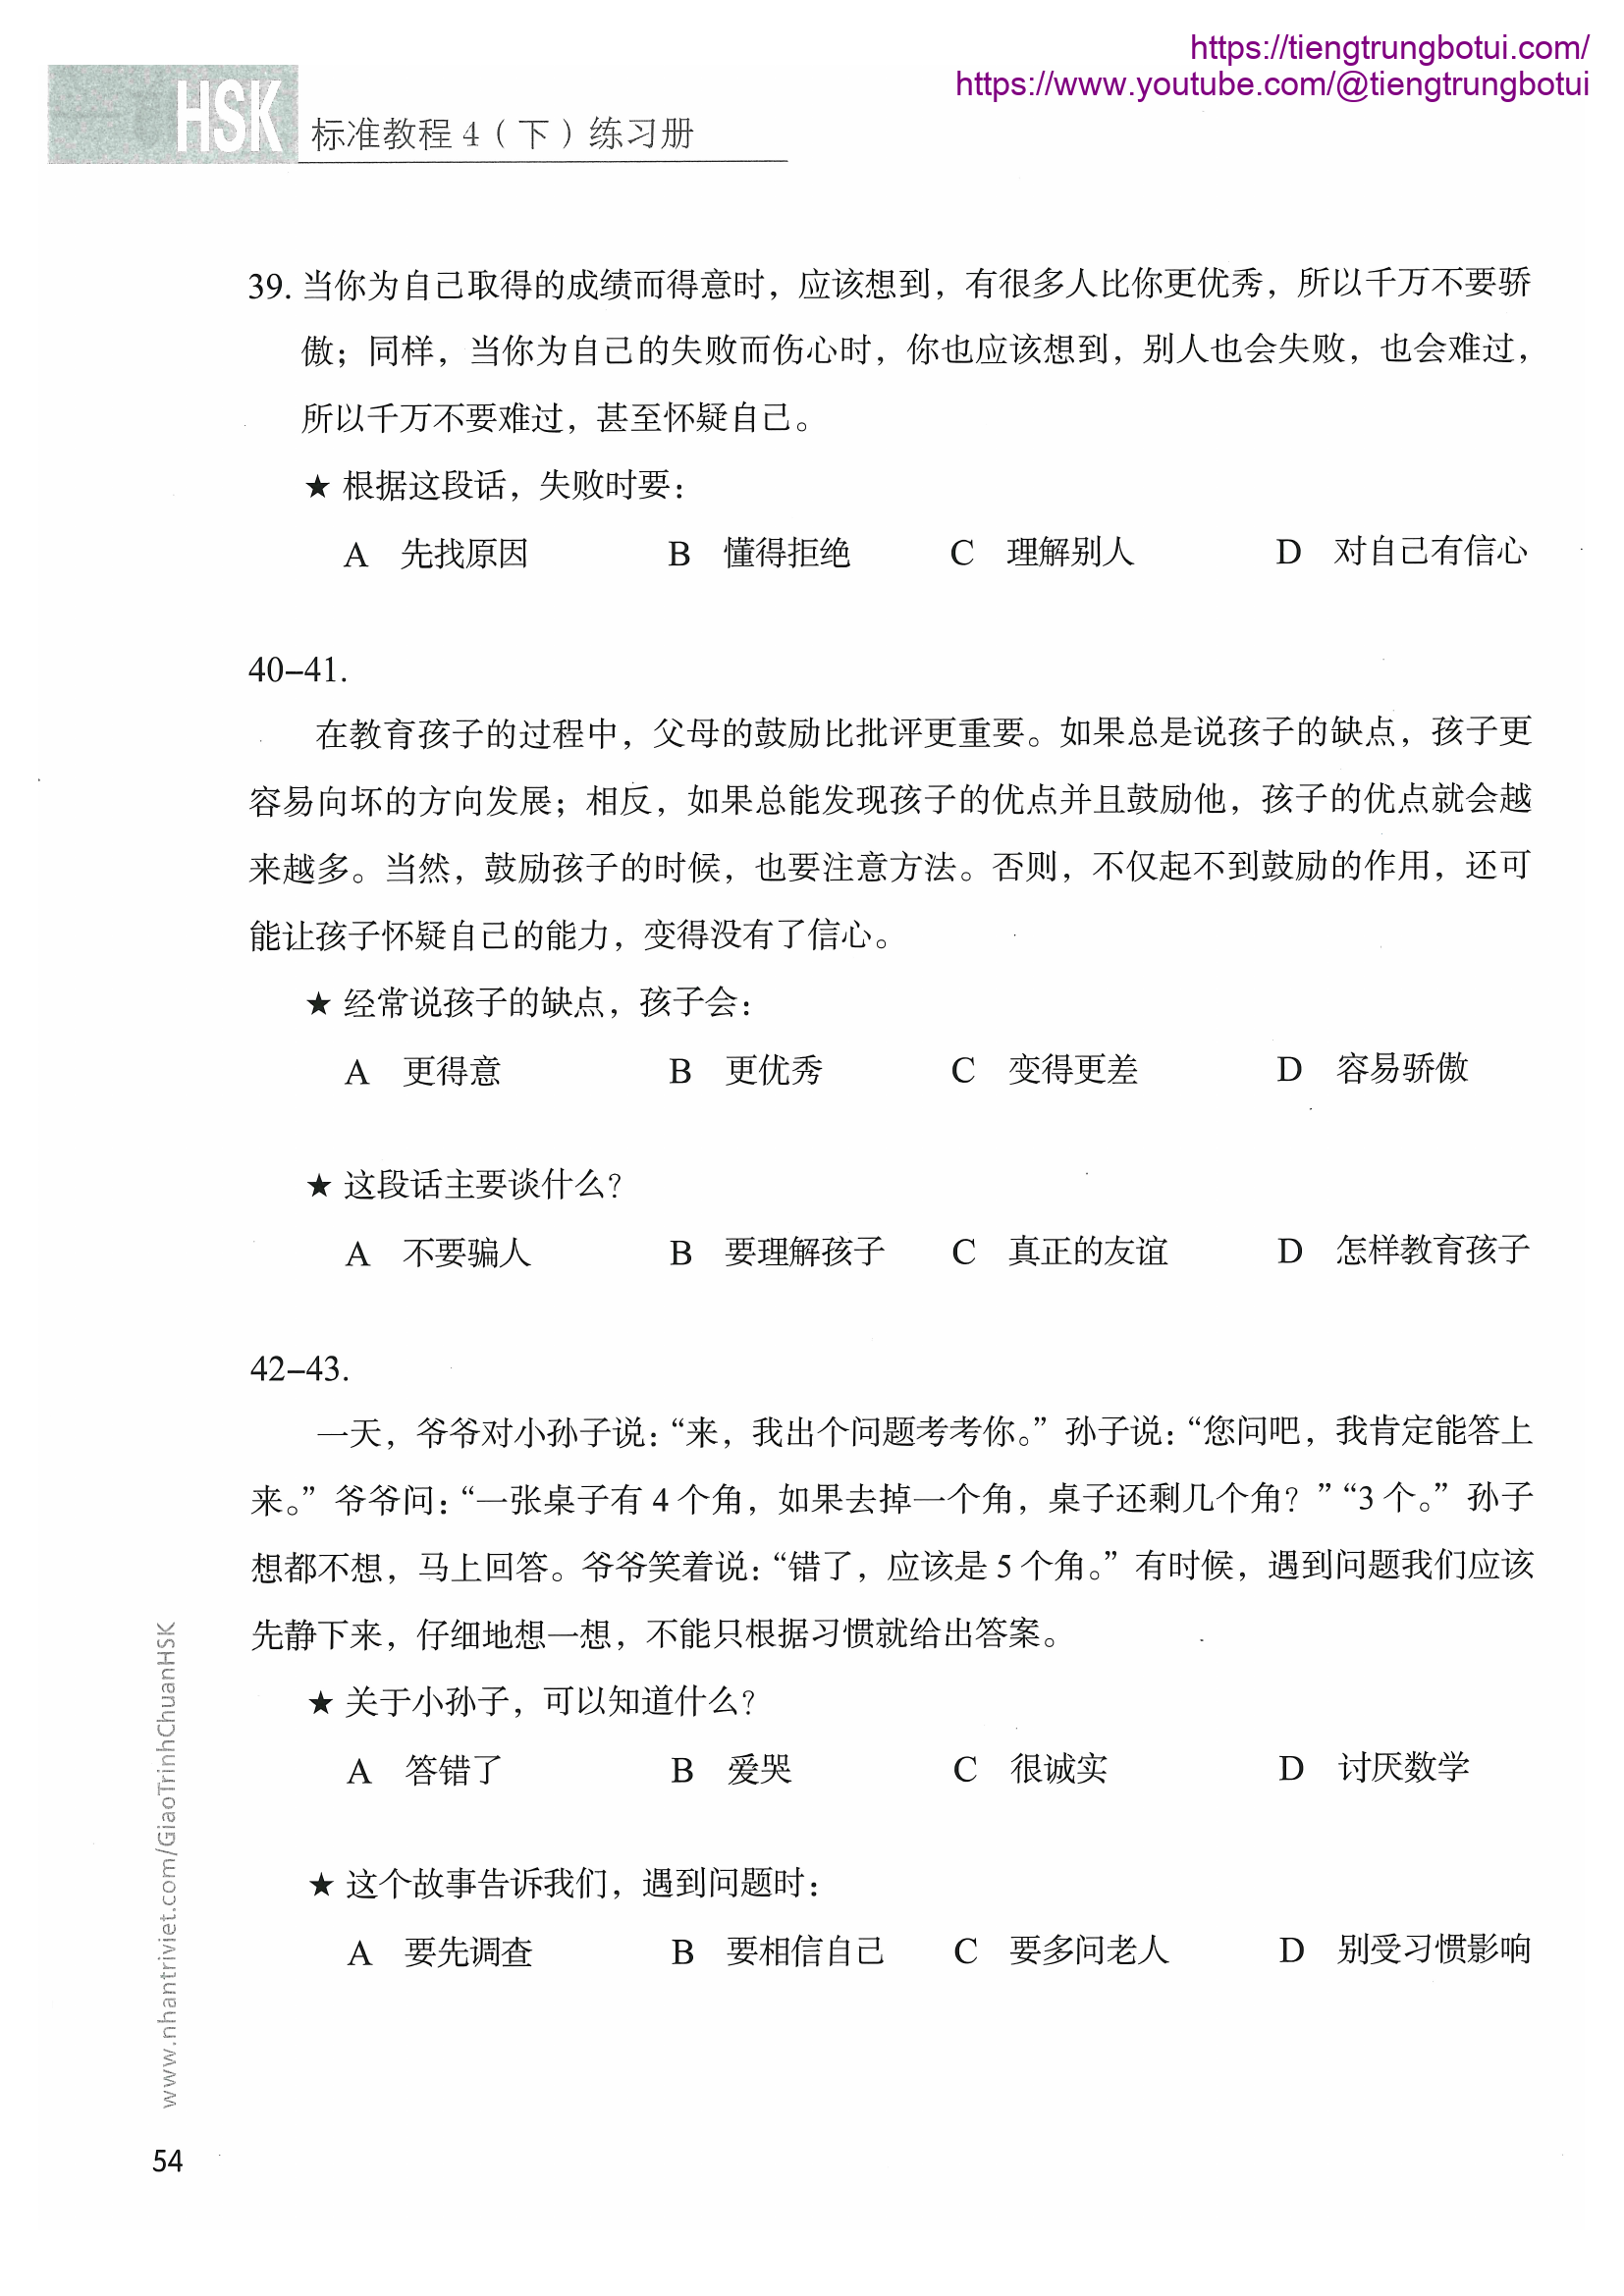 https://tiengtrungbotui.com/
https://www.youtube.com/@tiengtrungbotui
HSK 标准教程 4（下）练习册
39. 当你为自己取得的成绩而得意时，应该想到，有很多人比你更优秀，所以千万不要骄
傲；同样，当你为自己的失败而伤心时，你也应该想到，别人也会失败，也会难过，
所以千万不要难过，甚至怀疑自己。
★ 根据这段话，失败时要：
A 先找原因 B 懂得拒绝 C 理解别人 D 对自己有信心
40–41.
在教育孩子的过程中，父母的鼓励比批评更重要。如果总是说孩子的缺点，孩子更
容易向坏的方向发展；相反，如果总能发现孩子的优点并且鼓励他，孩子的优点就会越
来越多。当然，鼓励孩子的时候，也要注意方法。否则，不仅起不到鼓励的作用，还可
能让孩子怀疑自己的能力，变得没有了信心。
★ 经常说孩子的缺点，孩子会：
A 更得意 B 更优秀 C 变得更差 D 容易骄傲
★ 这段话主要谈什么？
A 不要骗人 B 要理解孩子 C 真正的友谊 D 怎样教育孩子
42–43.
一天，爷爷对小孙子说：“来，我出个问题考考你。” 孙子说：“您问吧，我肯定能答上
来。” 爷爷问：“一张桌子有 4 个角，如果去掉一个角，桌子还剩几个角？” “3 个。” 孙子
想都不想，马上回答。爷爷笑着说：“错了，应该是 5 个角。” 有时候，遇到问题我们应该
先静下来，仔细地想一想，不能只根据习惯就给出答案。
★ 关于小孙子，可以知道什么？
A 答错了 B 爱哭 C 很诚实 D 讨厌数学
★ 这个故事告诉我们，遇到问题时：
A 要先调查 B 要相信自己 C 要多问老人 D 别受习惯影响
www.nhantriviet.com/GiaoTrinhChuanHSK
54